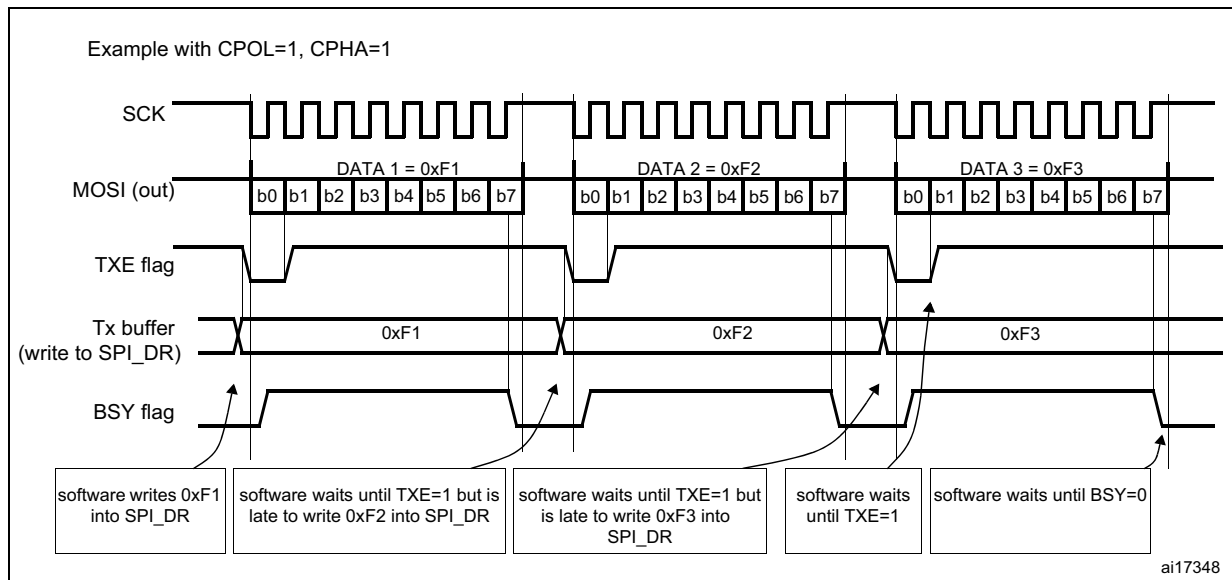 Example with CPOL=1, CPHA=1
SCK
DATA 1 = 0xF1 DATA 2 = 0xF2 DATA 3 = 0xF3
MOSI (out)
b0 b1 b2 b3 b4 b5 b6 b7 b0 b1 b2 b3 b4 b5 b6 b7 b0 b1 b2 b3 b4 b5 b6 b7
TXE flag
Tx buffer
(write to SPI_DR)
0xF1 0xF2 0xF3
BSY flag
software writes 0xF1
into SPI_DR
software waits until TXE=1 but is
late to write 0xF2 into SPI_DR
software waits until TXE=1 but
is late to write 0xF3 into
SPI_DR
software waits
until TXE=1
software waits until BSY=0
ai17348